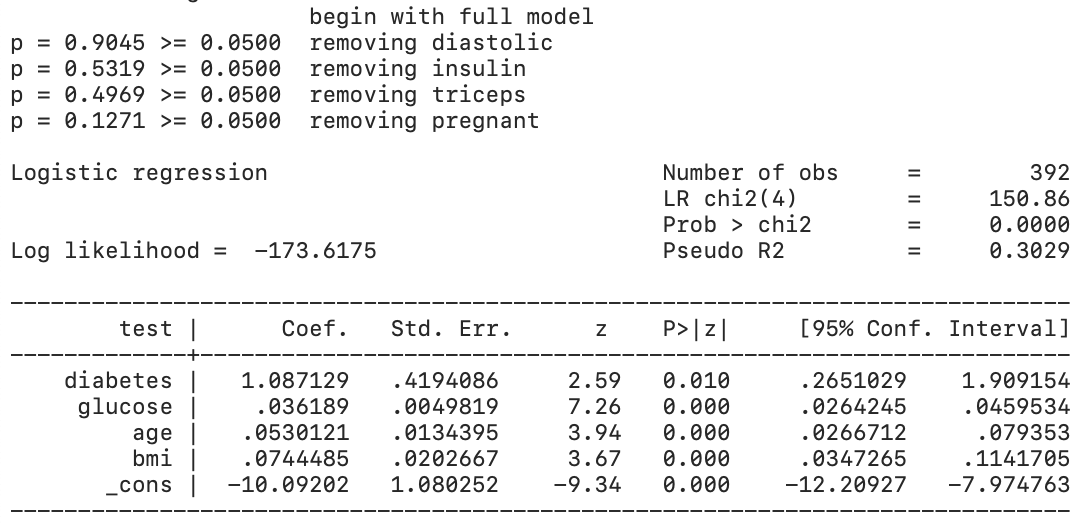 begin with full model
p = 0.9045 >= 0.0500  removing diastolic
p = 0.5319 >= 0.0500  removing insulin
p = 0.4969 >= 0.0500  removing triceps
p = 0.1271 >= 0.0500  removing pregnant
Logistic regression                             Number of obs     =        392
LR chi2(4)        =     150.86
Prob > chi2       =     0.0000
Log likelihood =  -173.6175                     Pseudo R2         =     0.3029
------------------------------------------------------------------------------
        test |      Coef.   Std. Err.      z    P>|z|     [95% Conf. Interval]
-------------+----------------------------------------------------------------
    diabetes |   1.087129   .4194086     2.59   0.010     .2651029    1.909154
     glucose |    .036189   .0049819     7.26   0.000     .0264245    .0459534
         age |   .0530121   .0134395     3.94   0.000     .0266712     .079353
         bmi |   .0744485   .0202667     3.67   0.000     .0347265    .1141705
       _cons |  -10.09202   1.080252    -9.34   0.000    -12.20927   -7.974763
------------------------------------------------------------------------------